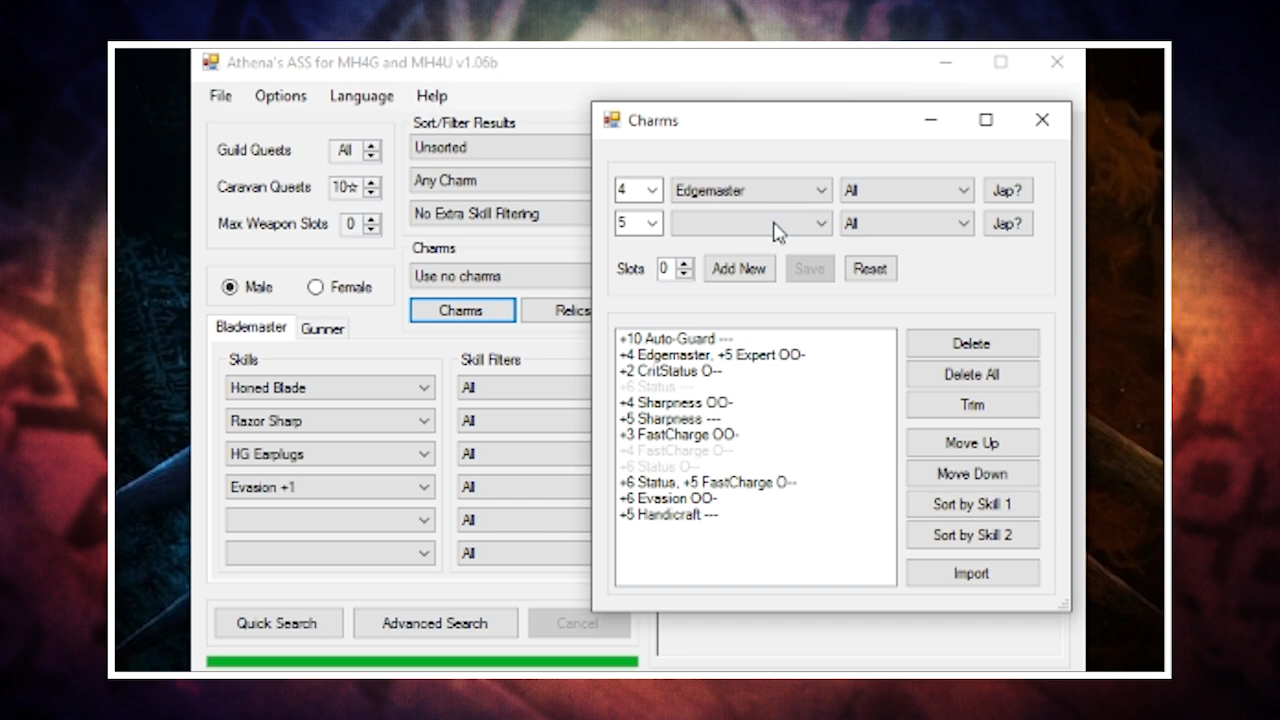 Athena's ASS for MH4G and MH4U v1.06b
File Options Language Help
Guild Quests All
Caravan Quests 10☆
Max Weapon Slots 0
Male Female
Blademaster Gunner
Skills
Honed Blade
Razor Sharp
HG Earplugs
Evasion +1
Skill Filters
All
All
All
All
All
All
Sort/Filter Results
Unsorted
Any Charm
No Extra Skill Filtering
Charms
Use no charms
Charms Relics
Quick Search Advanced Search Cancel
Charms
4 Edgemaster All Jap?
5 All Jap?
Slots 0 Add New Save Reset
+10 Auto-Guard ---
+4 Edgemaster, +5 Expert OO-
+2 CritStatus O--
+6 Status ---
+4 Sharpness OO-
+5 Sharpness ---
+3 FastCharge OO-
+4 FastCharge O--
+6 Status O--
+6 Status, +5 FastCharge O--
+6 Evasion OO-
+5 Handicraft ---
Delete
Delete All
Trim
Move Up
Move Down
Sort by Skill 1
Sort by Skill 2
Import